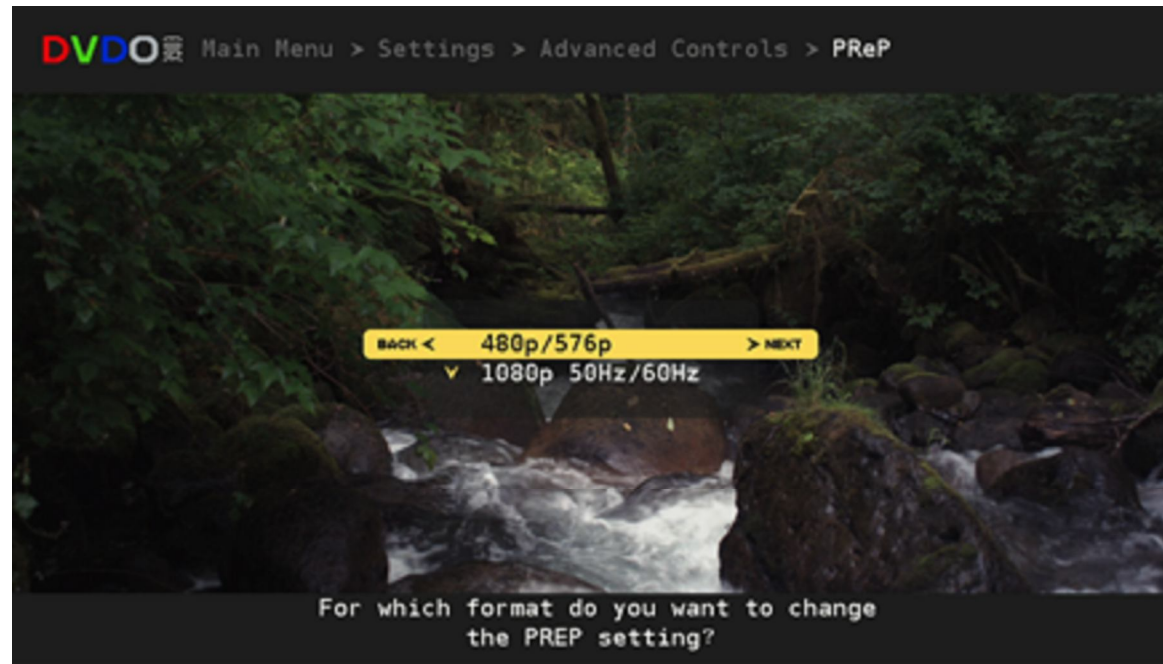 DVDO Main Menu > Settings > Advanced Controls > PReP
BACK < 480p/576p > NEXT
1080p 50Hz/60Hz
For which format do you want to change
the PREP setting?